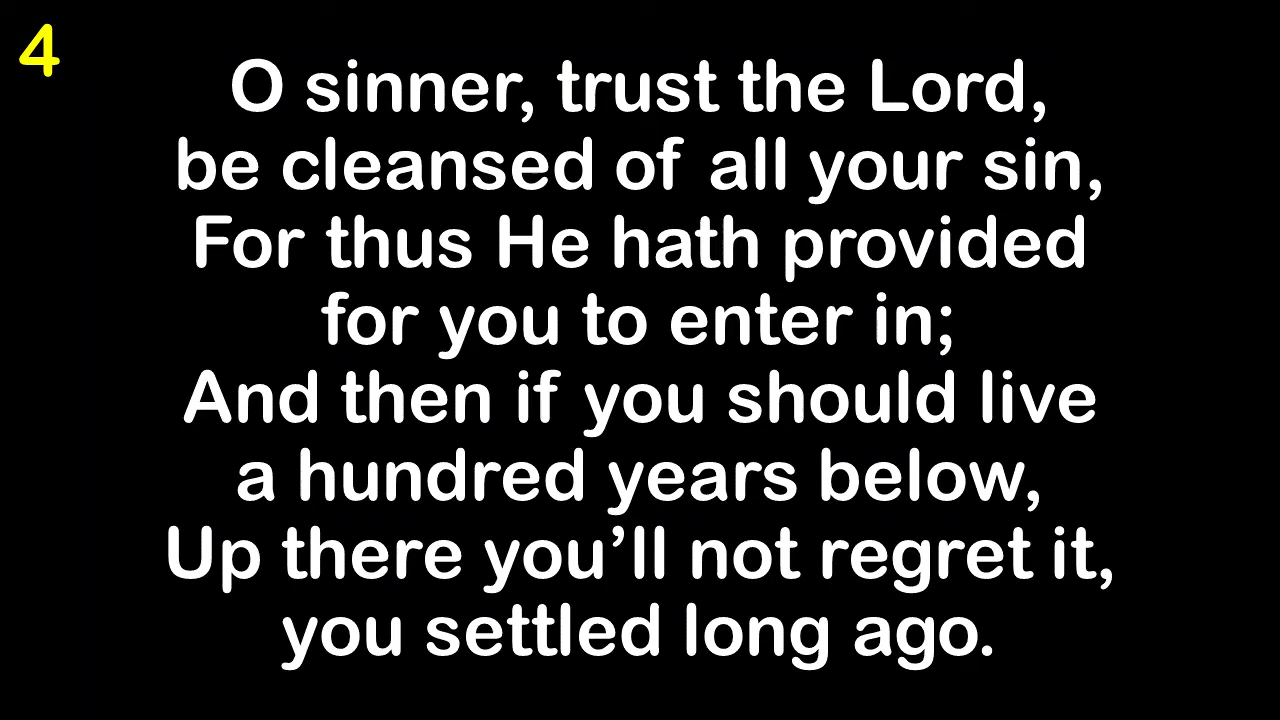 4
O sinner, trust the Lord,
be cleansed of all your sin,
For thus He hath provided
for you to enter in;
And then if you should live
a hundred years below,
Up there you’ll not regret it,
you settled long ago.